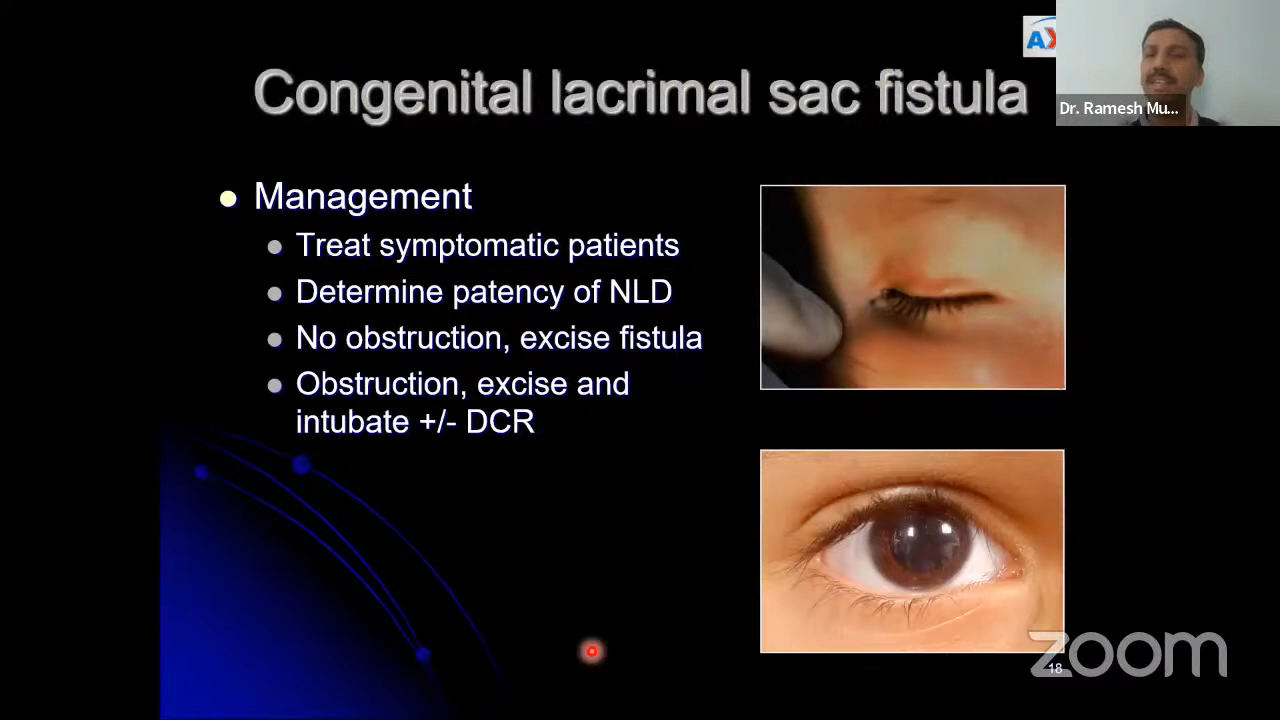 AX
Congenital lacrimal sac fistula
Dr. Ramesh Mu...
Management
Treat symptomatic patients
Determine patency of NLD
No obstruction, excise fistula
Obstruction, excise and
intubate +/- DCR
zoom
18